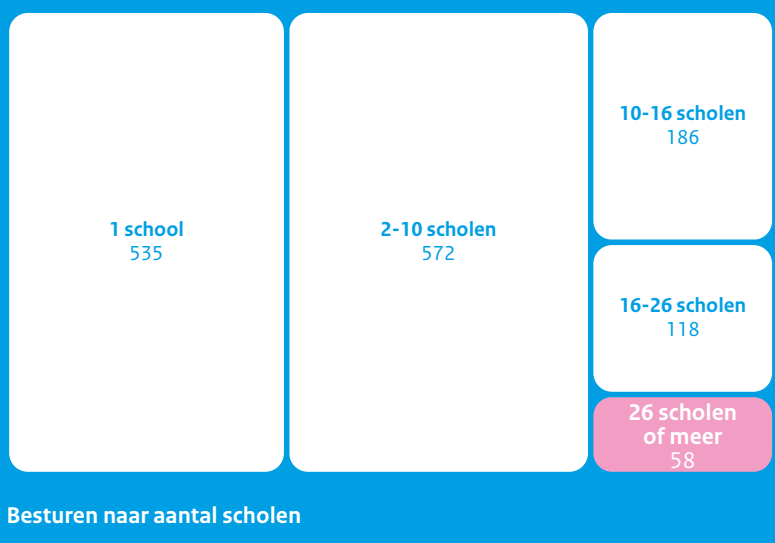 1 school
535
2-10 scholen
572
10-16 scholen
186
16-26 scholen
118
26 scholen
of meer
58
Besturen naar aantal scholen